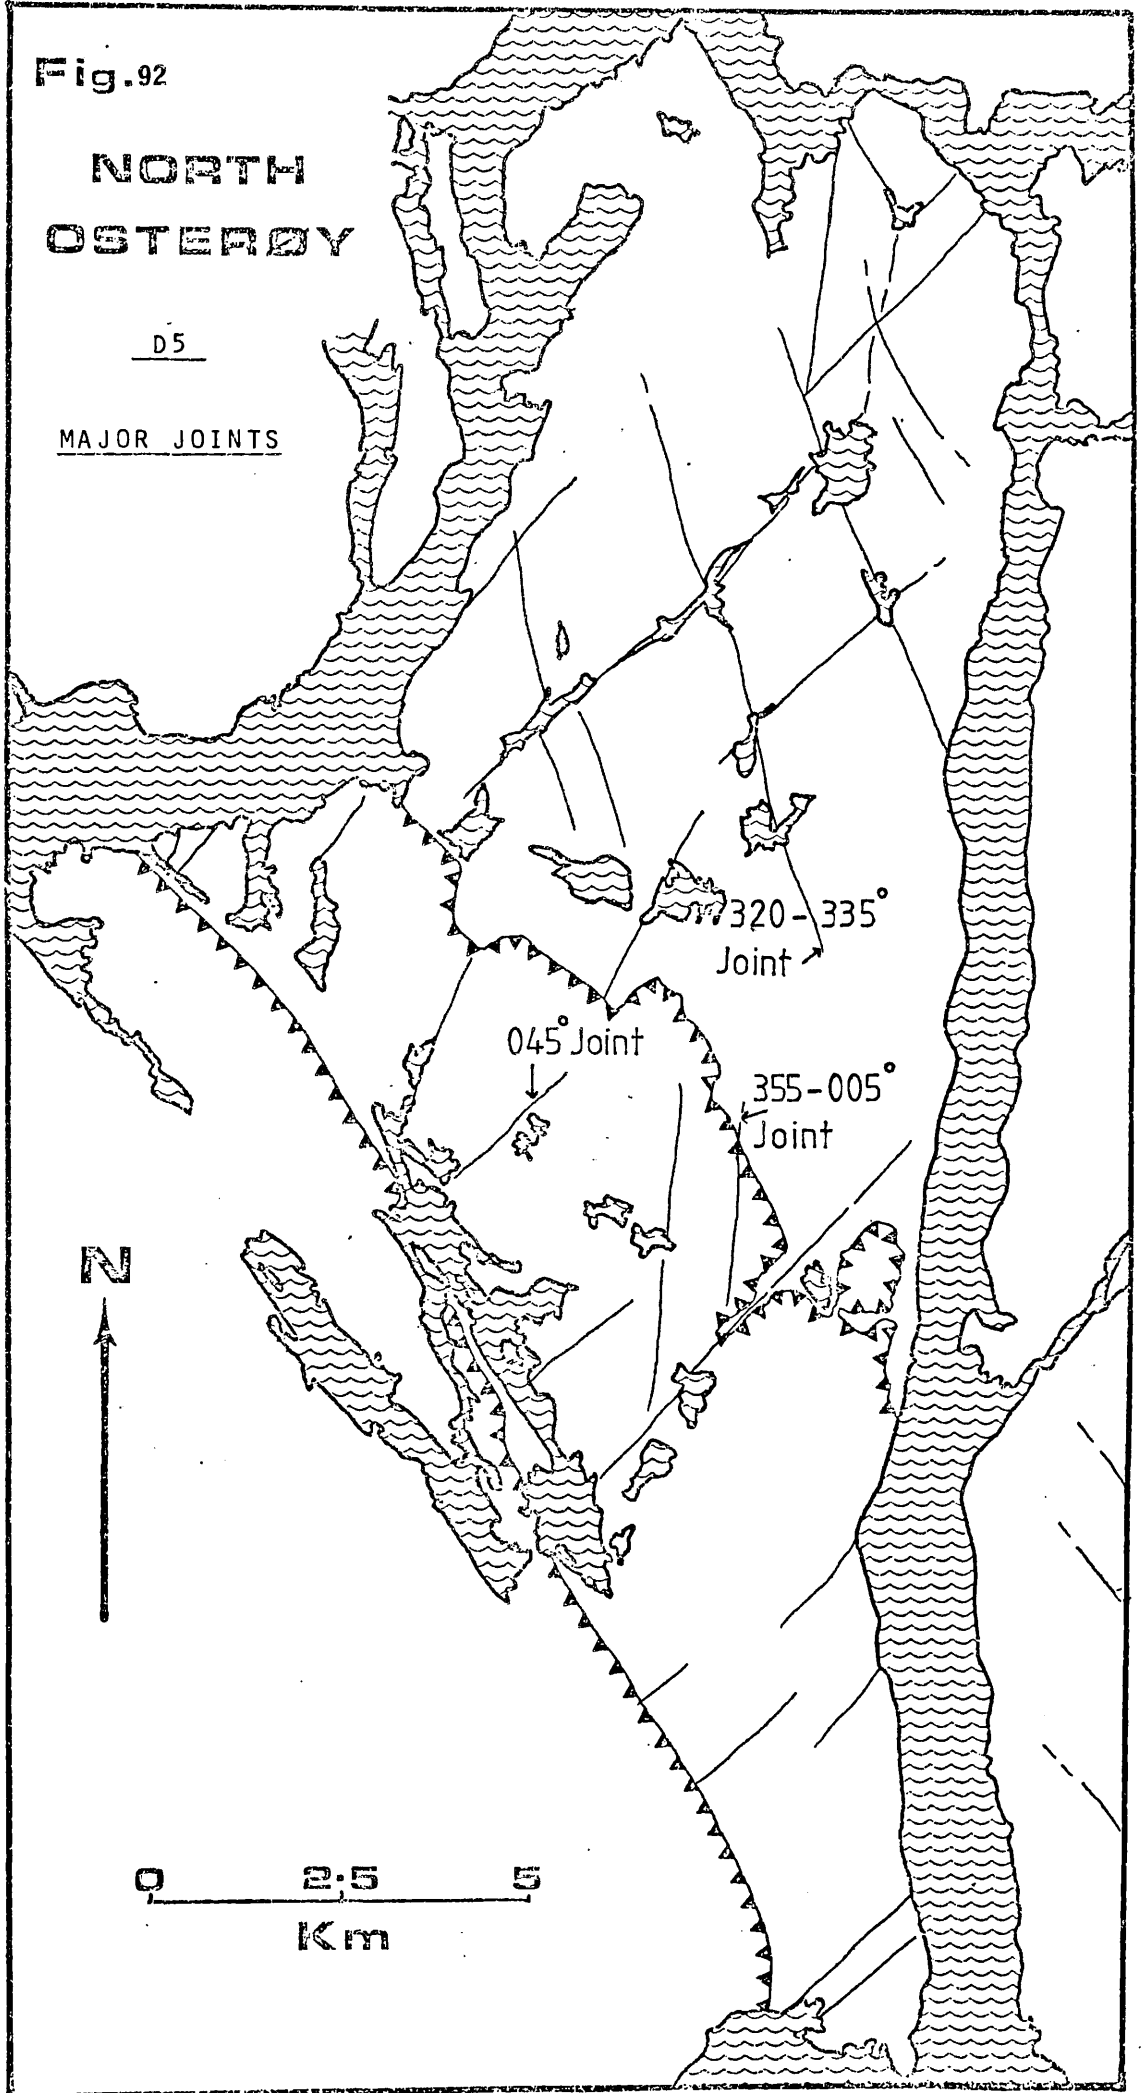 Fig.92
NORTH
OSTERØY
D5
MAJOR JOINTS
320-335°
Joint
045° Joint
355-005°
Joint
N
0 2·5 5
Km